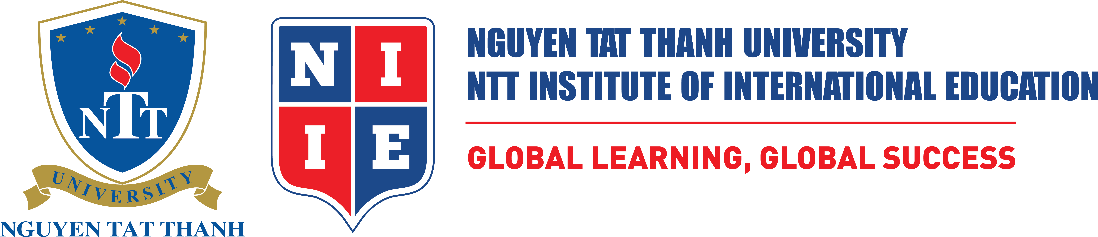 NTT
UNIVERSITY
NGUYEN TAT THANH
N I
I E
NGUYEN TAT THANH UNIVERSITY
NTT INSTITUTE OF INTERNATIONAL EDUCATION
GLOBAL LEARNING, GLOBAL SUCCESS